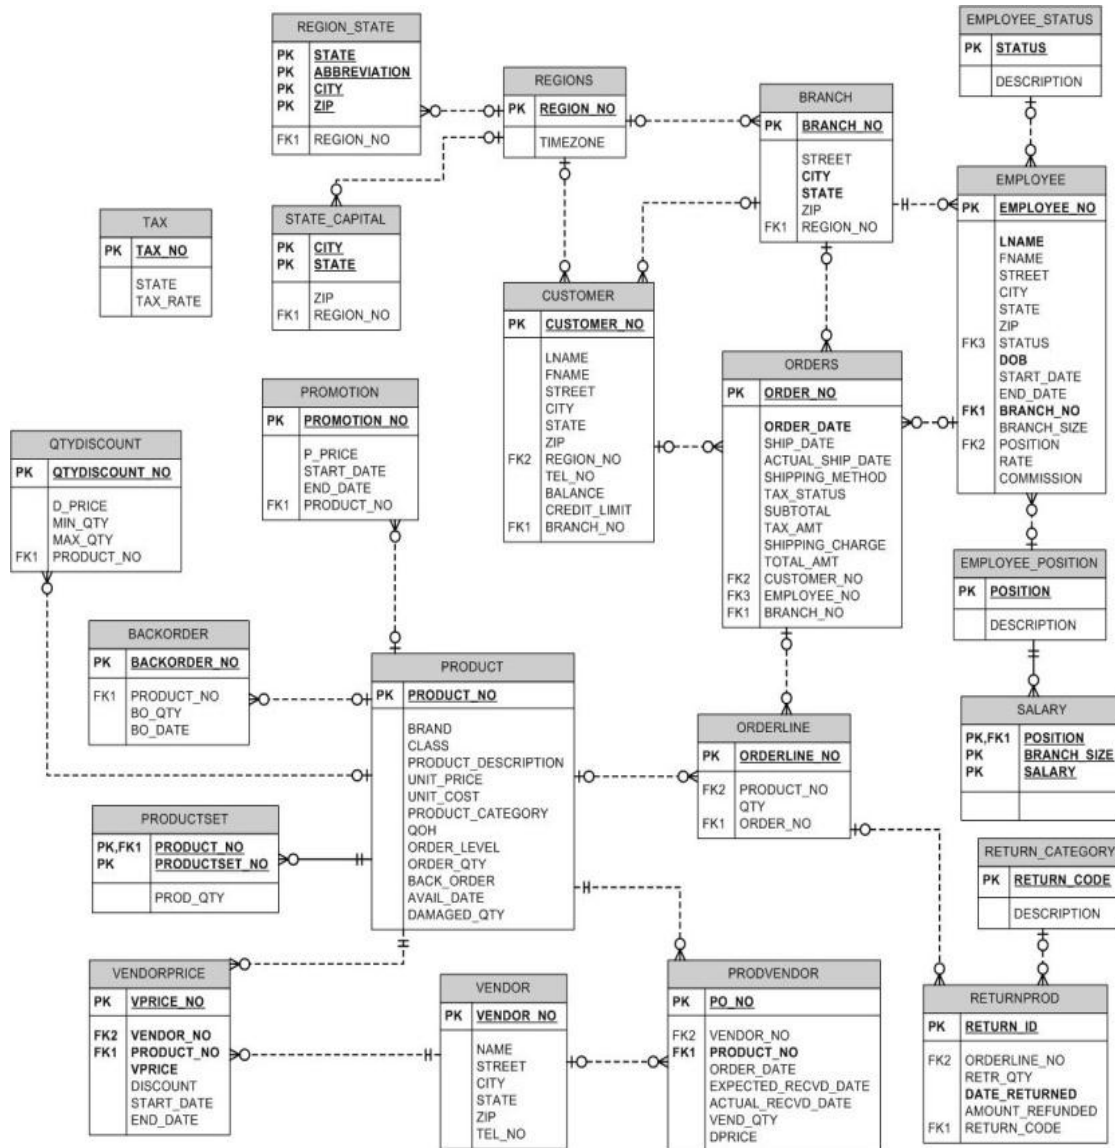 REGION_STATE
PK STATE
PK ABBREVIATION
PK CITY
PK ZIP
FK1 REGION_NO
REGIONS
PK REGION_NO
TIMEZONE
BRANCH
PK BRANCH_NO
STREET
CITY
STATE
ZIP
FK1 REGION_NO
EMPLOYEE_STATUS
PK STATUS
DESCRIPTION
TAX
PK TAX_NO
STATE
TAX_RATE
STATE_CAPITAL
PK CITY
PK STATE
ZIP
FK1 REGION_NO
CUSTOMER
PK CUSTOMER_NO
LNAME
FNAME
STREET
CITY
STATE
ZIP
FK2 REGION_NO
TEL_NO
BALANCE
CREDIT_LIMIT
FK1 BRANCH_NO
EMPLOYEE
PK EMPLOYEE_NO
LNAME
FNAME
STREET
CITY
STATE
ZIP
FK3 STATUS
DOB
START_DATE
END_DATE
FK1 BRANCH_NO
BRANCH_SIZE
FK2 POSITION
RATE
COMMISSION
ORDERS
PK ORDER_NO
ORDER_DATE
SHIP_DATE
ACTUAL_SHIP_DATE
SHIPPING_METHOD
TAX_STATUS
SUBTOTAL
TAX_AMT
SHIPPING_CHARGE
TOTAL_AMT
FK2 CUSTOMER_NO
FK3 EMPLOYEE_NO
FK1 BRANCH_NO
PROMOTION
PK PROMOTION_NO
P_PRICE
START_DATE
END_DATE
FK1 PRODUCT_NO
QTYDISCOUNT
PK QTYDISCOUNT_NO
D_PRICE
MIN_QTY
MAX_QTY
FK1 PRODUCT_NO
EMPLOYEE_POSITION
PK POSITION
DESCRIPTION
BACKORDER
PK BACKORDER_NO
FK1 PRODUCT_NO
BO_QTY
BO_DATE
PRODUCT
PK PRODUCT_NO
BRAND
CLASS
PRODUCT_DESCRIPTION
UNIT_PRICE
UNIT_COST
PRODUCT_CATEGORY
QOH
ORDER_LEVEL
ORDER_QTY
BACK_ORDER
AVAIL_DATE
DAMAGED_QTY
ORDERLINE
PK ORDERLINE_NO
FK2 PRODUCT_NO
QTY
FK1 ORDER_NO
SALARY
PK,FK1 POSITION
PK BRANCH_SIZE
PK SALARY
PRODUCTSET
PK,FK1 PRODUCT_NO
PK PRODUCTSET_NO
PROD_QTY
RETURN_CATEGORY
PK RETURN_CODE
DESCRIPTION
VENDORPRICE
PK VPRICE_NO
FK2 VENDOR_NO
FK1 PRODUCT_NO
VPRICE
DISCOUNT
START_DATE
END_DATE
VENDOR
PK VENDOR_NO
NAME
STREET
CITY
STATE
ZIP
TEL_NO
PRODVENDOR
PK PO_NO
FK2 VENDOR_NO
FK1 PRODUCT_NO
ORDER_DATE
EXPECTED_RECVD_DATE
ACTUAL_RECVD_DATE
VEND_QTY
DPRICE
RETURNPROD
PK RETURN_ID
FK2 ORDERLINE_NO
RETR_QTY
DATE_RETURNED
AMOUNT_REFUNDED
FK1 RETURN_CODE